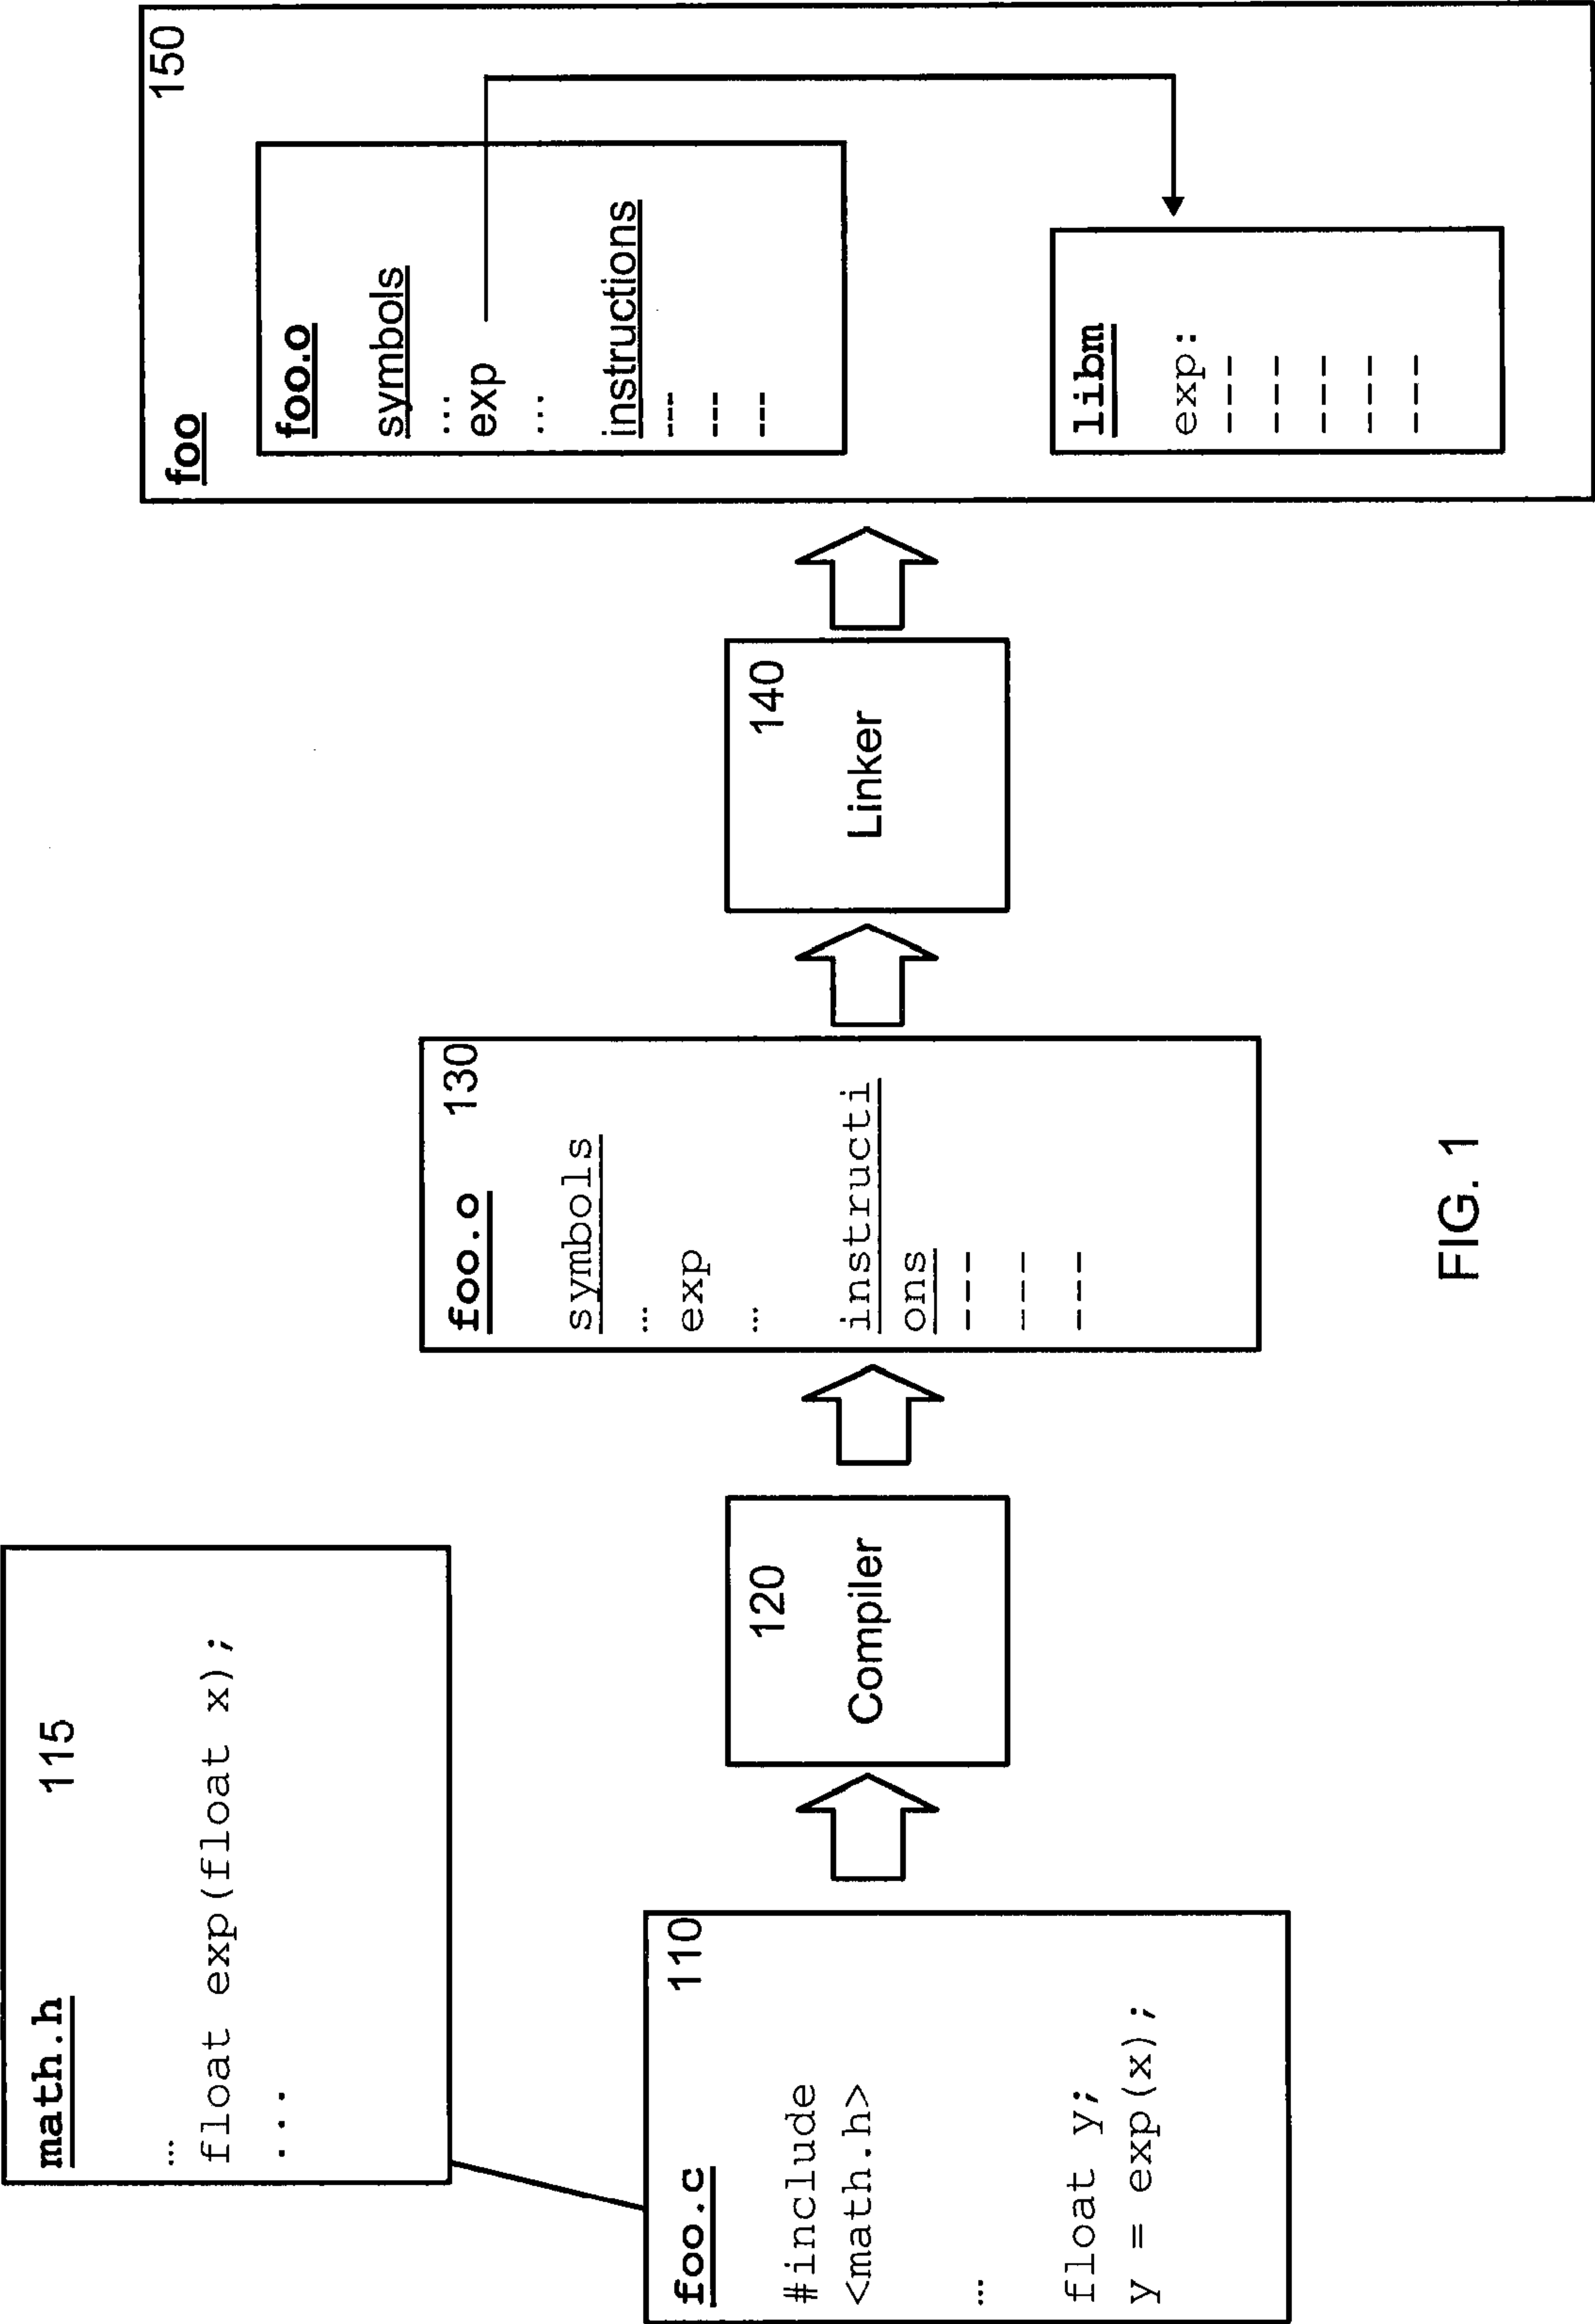 math.h 115
...
float exp(float x);
...
foo.c 110
#include
<math.h>
...
float y;
y = exp(x);
120
Compiler
foo.o 130
symbols
...
exp
...
instructi
ons
---
---
---
140
Linker
foo 150
foo.o
symbols
...
exp
...
instructions
---
---
---
libm
exp:
---
---
---
---
---
FIG. 1